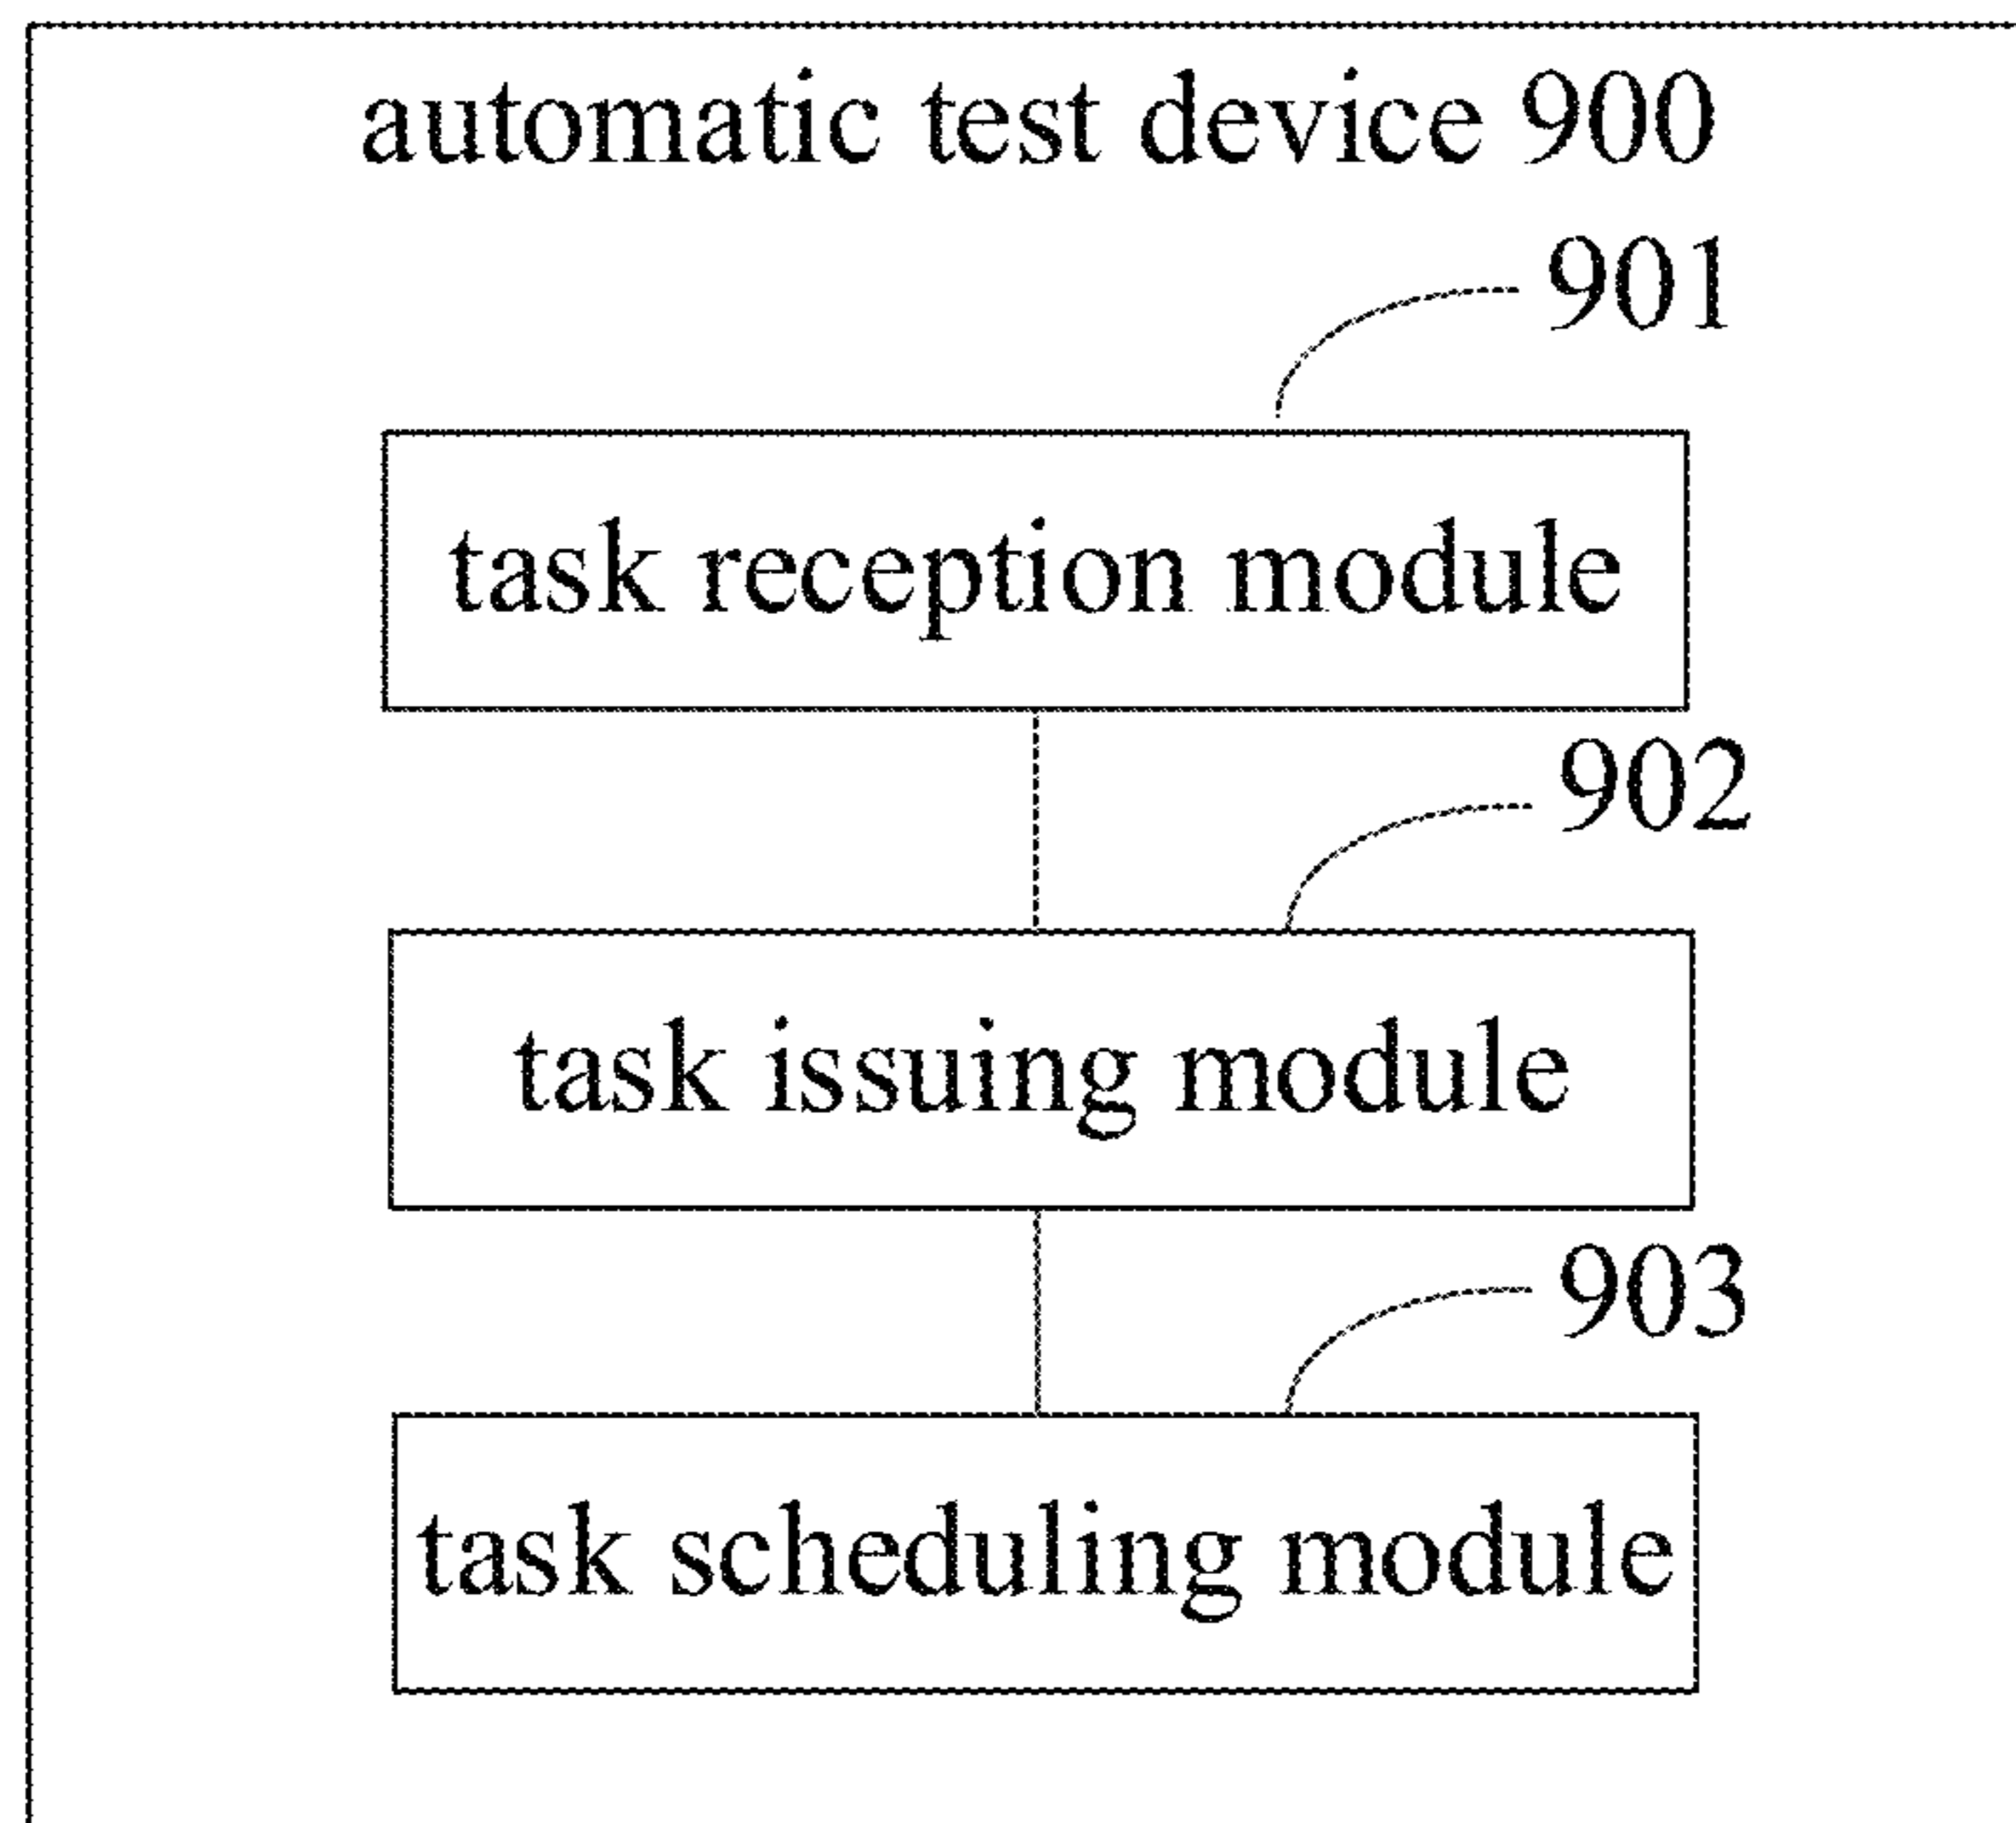 automatic test device 900
901
task reception module
902
task issuing module
903
task scheduling module